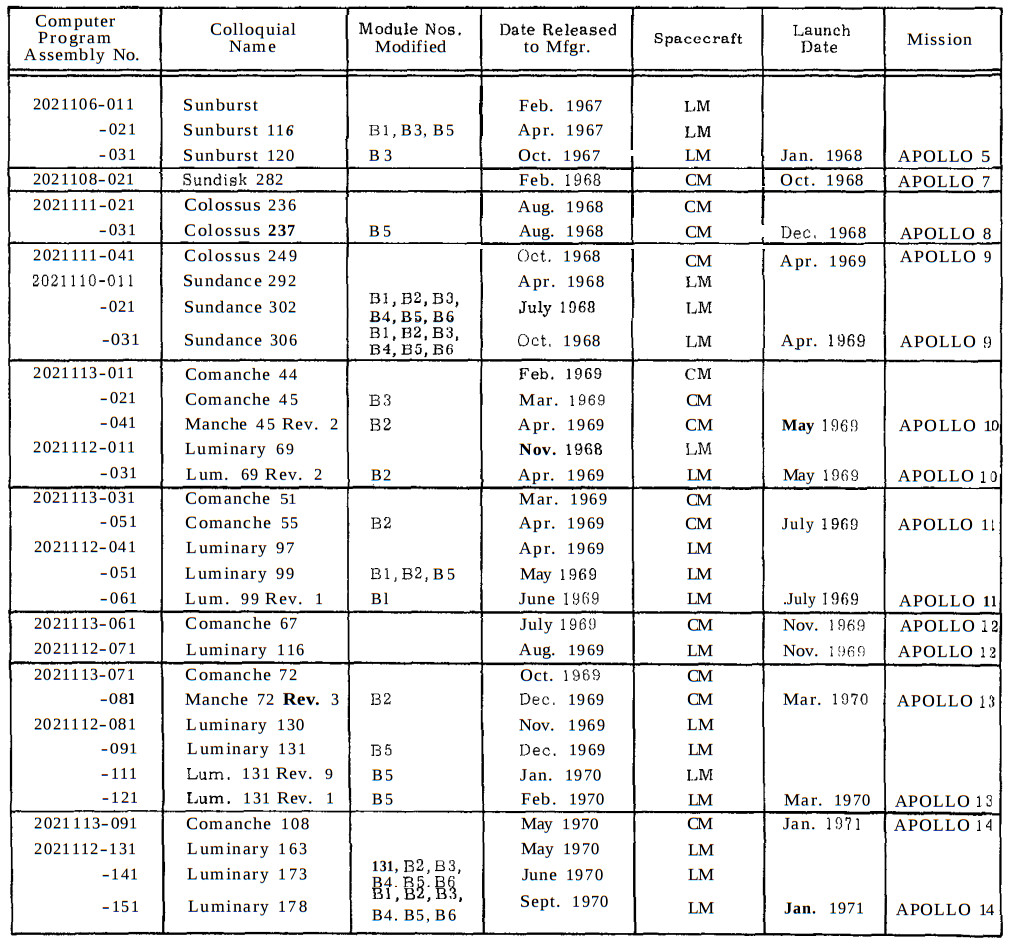 Computer Program Assembly No. Colloquial Name Module Nos. Modified Date Released to Mfgr. Spacecraft Launch Date Mission
2021106-011 Sunburst Feb. 1967 LM
-021 Sunburst 116 B1, B3, B5 Apr. 1967 LM
-031 Sunburst 120 B3 Oct. 1967 LM Jan. 1968 APOLLO 5
2021108-021 Sundisk 282 Feb. 1968 CM Oct. 1968 APOLLO 7
2021111-021 Colossus 236 Aug. 1968 CM
-031 Colossus 237 B5 Aug. 1968 CM Dec. 1968 APOLLO 8
2021111-041 Colossus 249 Oct. 1968 CM Apr. 1969 APOLLO 9
2021110-011 Sundance 292 Apr. 1968 LM
-021 Sundance 302 B1, B2, B3, B4, B5, B6 July 1968 LM
-031 Sundance 306 B1, B2, B3, B4, B5, B6 Oct. 1968 LM Apr. 1969 APOLLO 9
2021113-011 Comanche 44 Feb. 1969 CM
-021 Comanche 45 B3 Mar. 1969 CM
-041 Manche 45 Rev. 2 B2 Apr. 1969 CM May 1969 APOLLO 10
2021112-011 Luminary 69 Nov. 1968 LM
-031 Lum. 69 Rev. 2 B2 Apr. 1969 LM May 1969 APOLLO 10
2021113-031 Comanche 51 Mar. 1969 CM
-051 Comanche 55 B2 Apr. 1969 CM July 1969 APOLLO 11
2021112-041 Luminary 97 Apr. 1969 LM
-051 Luminary 99 B1, B2, B5 May 1969 LM
-061 Lum. 99 Rev. 1 B1 June 1969 LM July 1969 APOLLO 11
2021113-061 Comanche 67 July 1969 CM Nov. 1969 APOLLO 12
2021112-071 Luminary 116 Aug. 1969 LM Nov. 1969 APOLLO 12
2021113-071 Comanche 72 Oct. 1969 CM
-081 Manche 72 Rev. 3 B2 Dec. 1969 CM Mar. 1970 APOLLO 13
2021112-081 Luminary 130 Nov. 1969 LM
-091 Luminary 131 B5 Dec. 1969 LM
-111 Lum. 131 Rev. 9 B5 Jan. 1970 LM
-121 Lum. 131 Rev. 1 B5 Feb. 1970 LM Mar. 1970 APOLLO 13
2021113-091 Comanche 108 May 1970 CM Jan. 1971 APOLLO 14
2021112-131 Luminary 163 May 1970 LM
-141 Luminary 173 131, B2, B3, B4. B5. B6 June 1970 LM
-151 Luminary 178 B1, B2, B3, B4. B5, B6 Sept. 1970 LM Jan. 1971 APOLLO 14